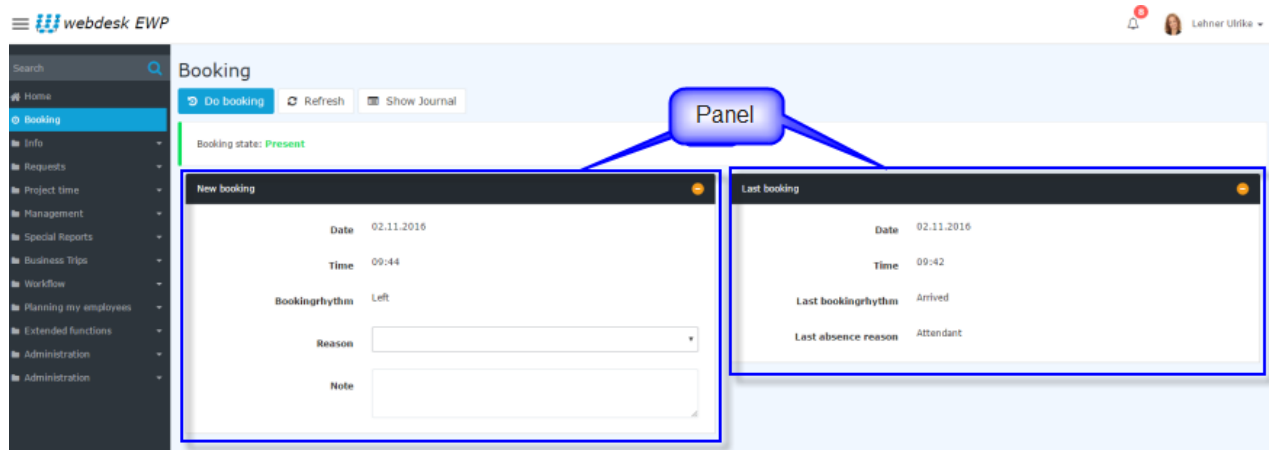 webdesk EWP
8
Lehner Ulrike
Search
Home
Booking
Info
Requests
Project time
Management
Special Reports
Business Trips
Workflow
Planning my employees
Extended functions
Administration
Administration
Booking
Do booking
Refresh
Show Journal
Panel
Booking state: Present
New booking
Date 02.11.2016
Time 09:44
Bookingrhythm Left
Reason
Note
Last booking
Date 02.11.2016
Time 09:42
Last bookingrhythm Arrived
Last absence reason Attendant